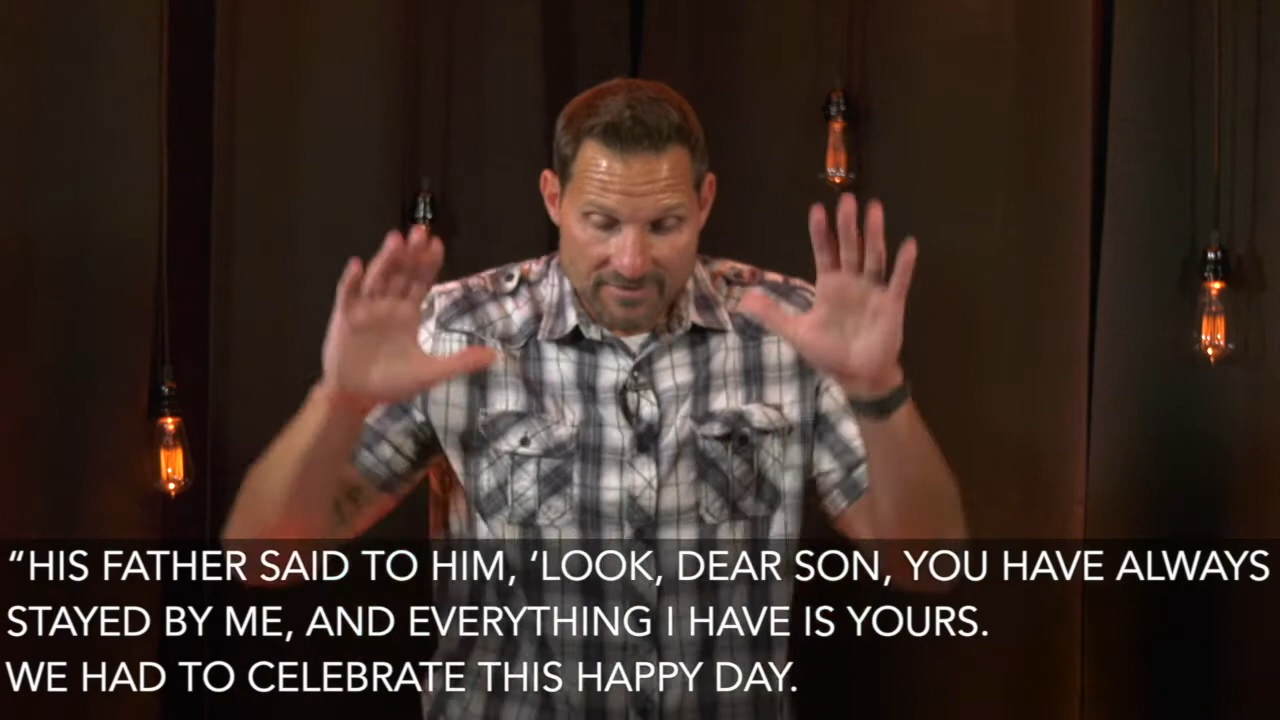 “HIS FATHER SAID TO HIM, ‘LOOK, DEAR SON, YOU HAVE ALWAYS
STAYED BY ME, AND EVERYTHING I HAVE IS YOURS.
WE HAD TO CELEBRATE THIS HAPPY DAY.